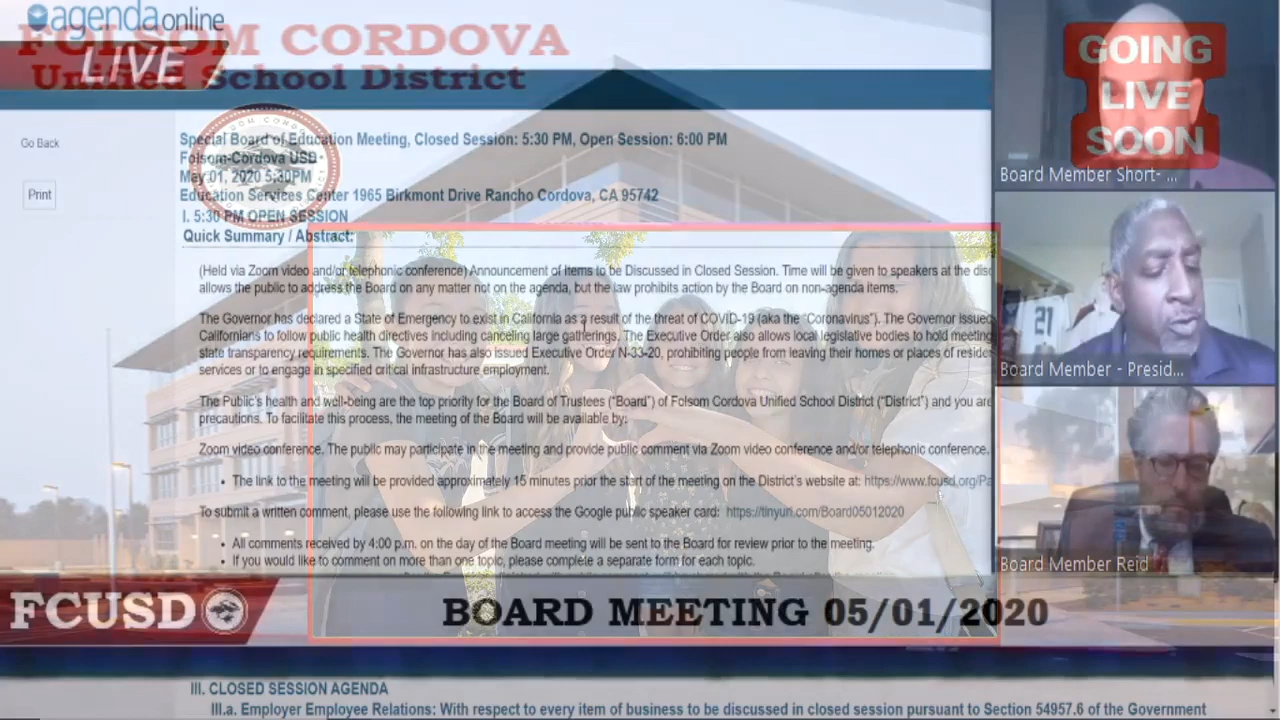 agendaonline
FOLSOM CORDOVA
LIVE
Unified School District
GOING
LIVE
SOON
Go Back
Print
Special Board of Education Meeting, Closed Session: 5:30 PM, Open Session: 6:00 PM
Folsom-Cordova USD
May 01, 2020 5:30PM
Education Services Center 1965 Birkmont Drive Rancho Cordova, CA 95742
I. 5:30 PM OPEN SESSION
Quick Summary / Abstract:
(Held via Zoom video and/or telephonic conference) Announcement of Items to be Discussed in Closed Session. Time will be given to speakers at the disc
allows the public to address the Board on any matter not on the agenda, but the law prohibits action by the Board on non-agenda items.
The Governor has declared a State of Emergency to exist in California as a result of the threat of COVID-19 (aka the “Coronavirus”). The Governor issued
Californians to follow public health directives including canceling large gatherings. The Executive Order also allows local legislative bodies to hold meeting
state transparency requirements. The Governor has also issued Executive Order N-33-20, prohibiting people from leaving their homes or places of reside
services or to engage in specified critical infrastructure employment.
The Public's health and well-being are the top priority for the Board of Trustees (“Board”) of Folsom Cordova Unified School District (“District”) and you are
precautions. To facilitate this process, the meeting of the Board will be available by:
Zoom video conference. The public may participate in the meeting and provide public comment via Zoom video conference and/or telephonic conference.
• The link to the meeting will be provided approximately 15 minutes prior the start of the meeting on the District's website at: https://www.fcusd.org/Pa
To submit a written comment, please use the following link to access the Google public speaker card: https://tinyurl.com/Board05012020
• All comments received by 4:00 p.m. on the day of the Board meeting will be sent to the Board for review prior to the meeting.
• If you would like to comment on more than one topic, please complete a separate form for each topic.
Board Member Short- ...
21
Board Member - Presid...
Board Member Reid
FCUSD
BOARD MEETING 05/01/2020
III. CLOSED SESSION AGENDA
III.a. Employer Employee Relations: With respect to every item of business to be discussed in closed session pursuant to Section 54957.6 of the Government